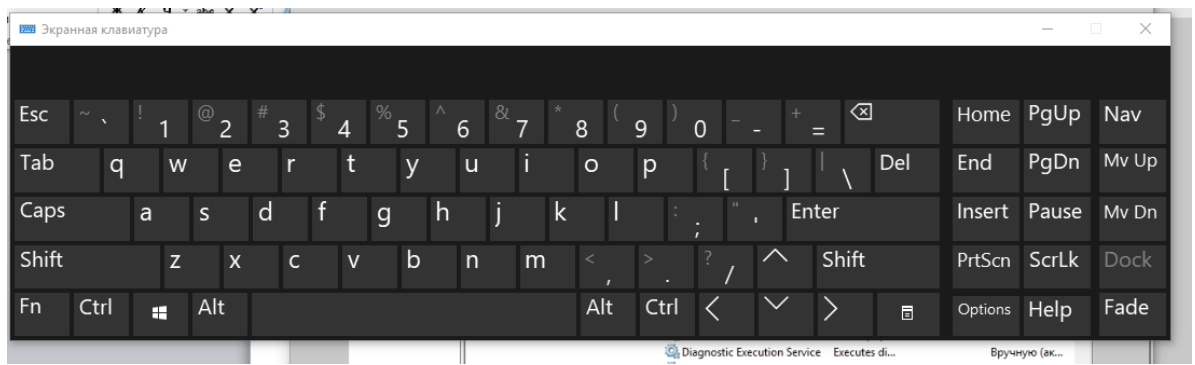 Экранная клавиатура
Esc ~ ` ! 1 @ 2 # 3 $ 4 % 5 ^ 6 & 7 * 8 ( 9 ) 0 _ - + = Home PgUp Nav
Tab q w e r t y u i o p { [ } ] | \ Del End PgDn Mv Up
Caps a s d f g h j k l : ; " ' Enter Insert Pause Mv Dn
Shift z x c v b n m < , > . ? / Shift PrtScn ScrLk Dock
Fn Ctrl Alt Alt Ctrl Options Help Fade
Diagnostic Execution Service Executes di... Вручную (ак...